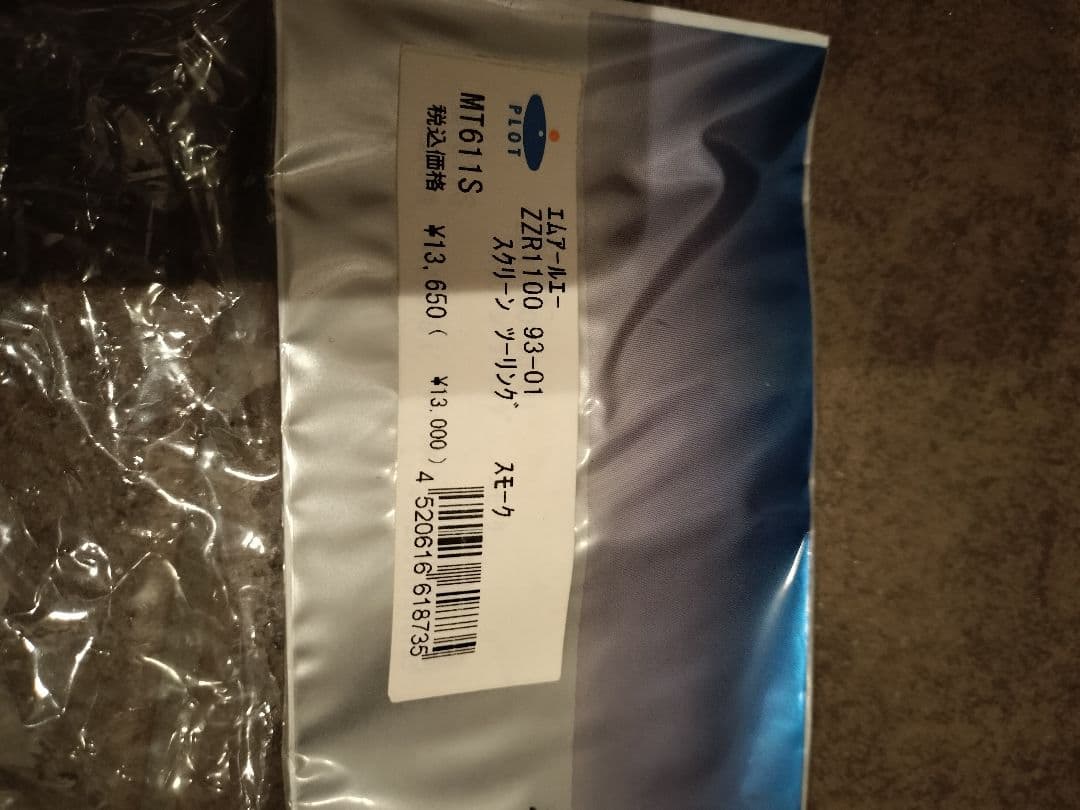 PLOT
エムアールエー
ZZR1100 93-01
スクリーン ツーリング スモーク
MT611S
税込価格 ¥13,650( ¥13,000)
4 520616 618735